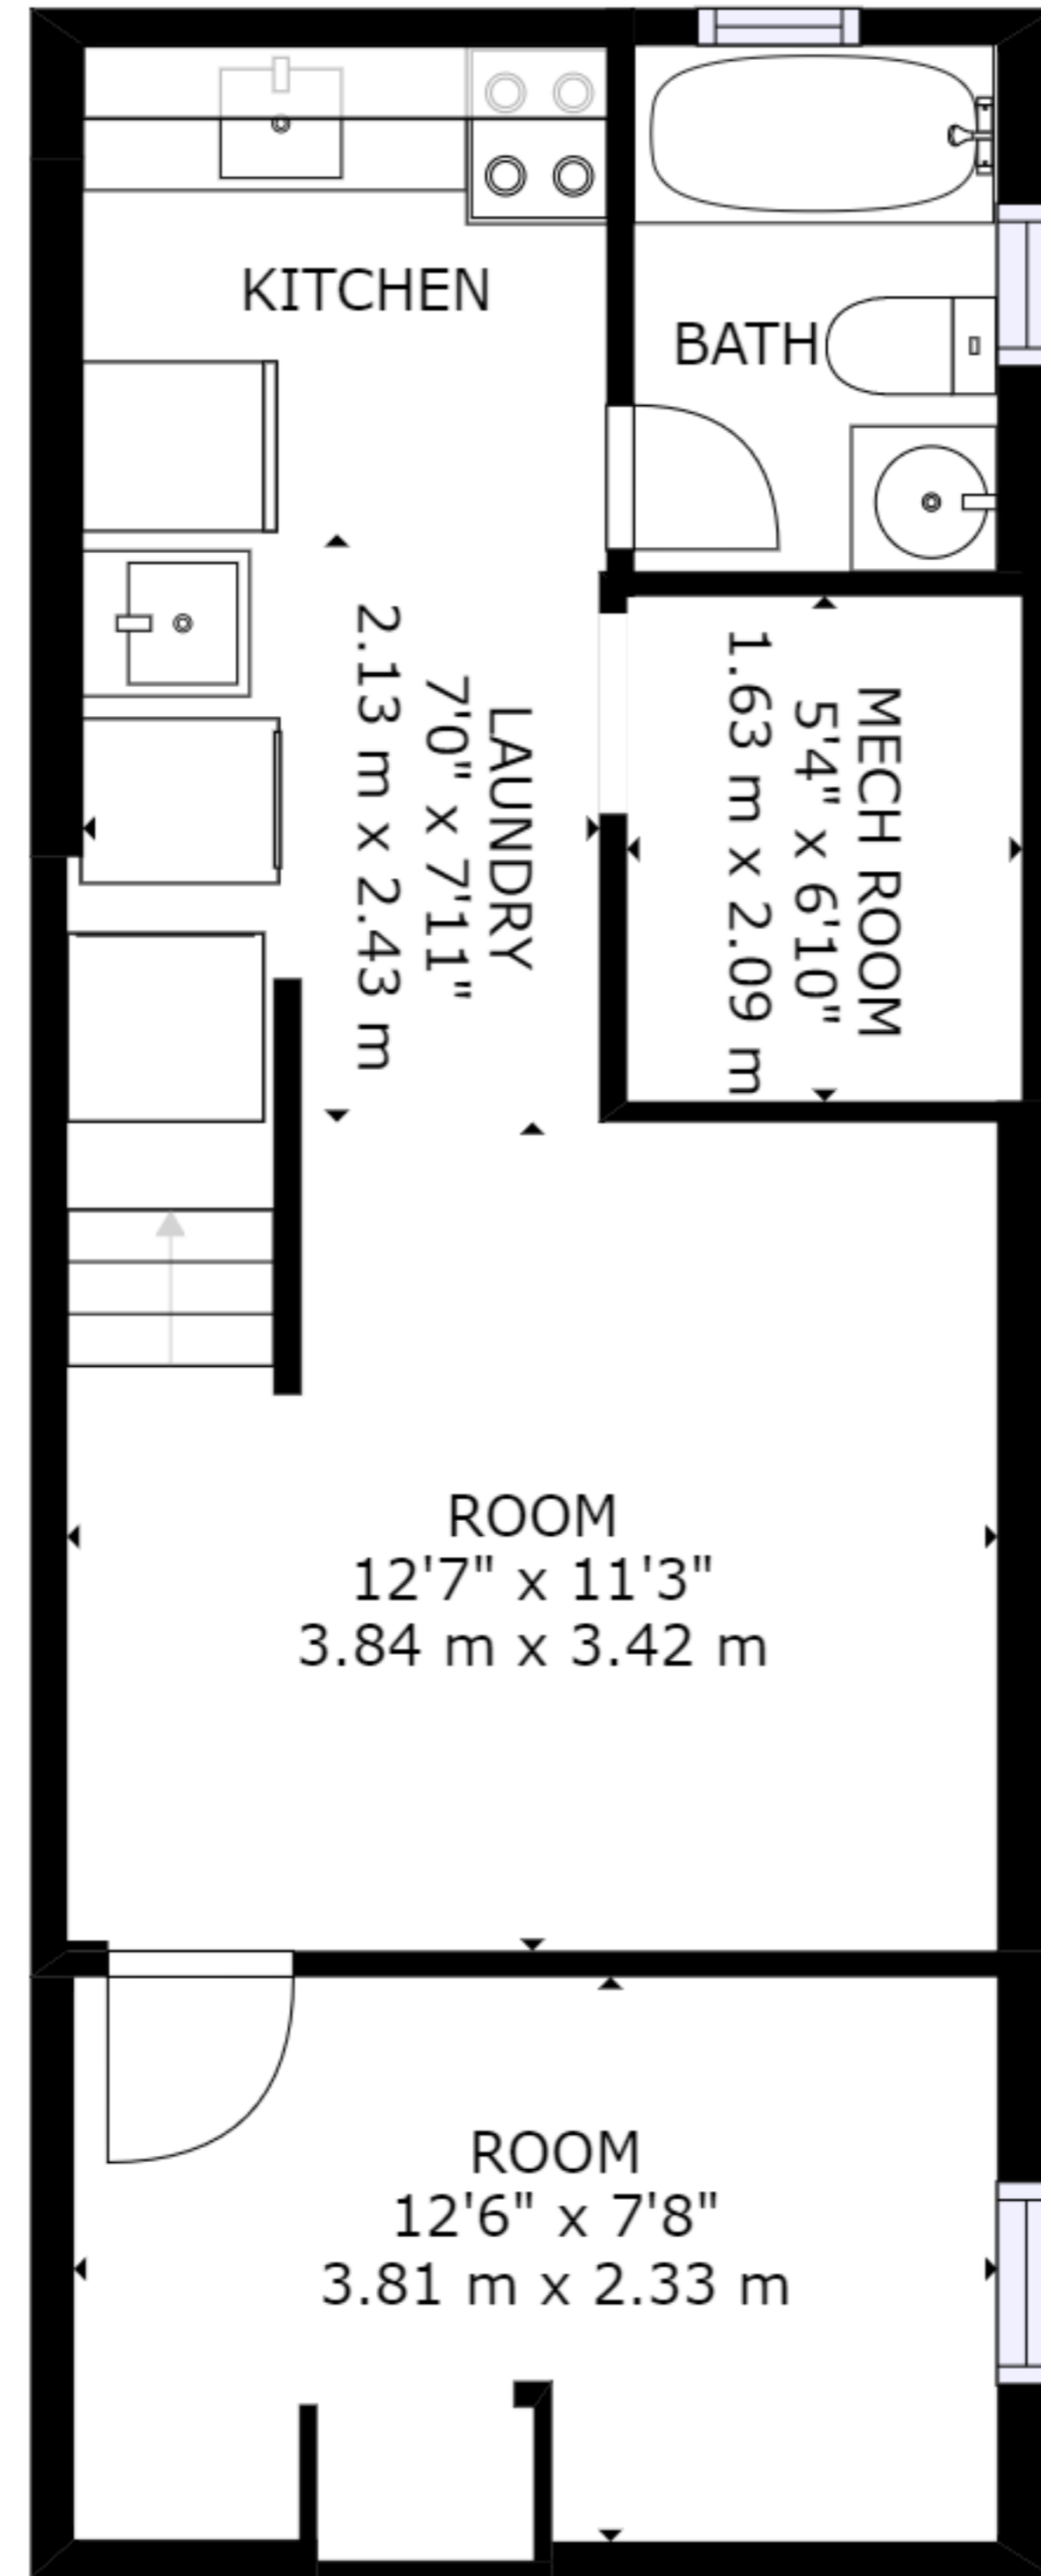 KITCHEN
BATH
LAUNDRY
7'0" x 7'11"
2.13 m x 2.43 m
MECH ROOM
5'4" x 6'10"
1.63 m x 2.09 m
ROOM
12'7" x 11'3"
3.84 m x 3.42 m
ROOM
12'6" x 7'8"
3.81 m x 2.33 m